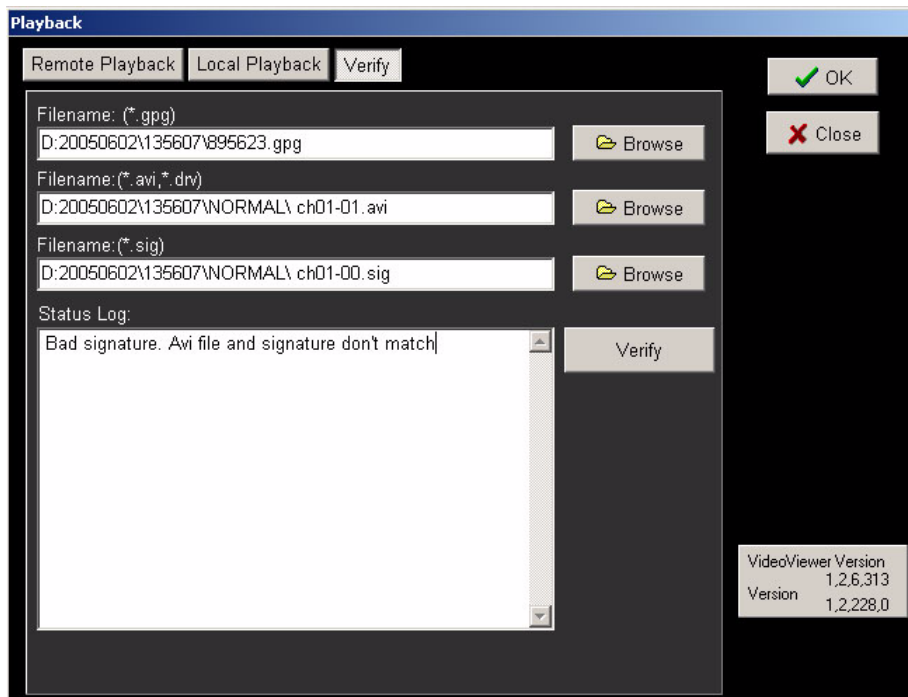 Playback
Remote Playback Local Playback Verify
OK
Close
Filename: (*.gpg)
D:20050602\135607\895623.gpg Browse
Filename:(*.avi,*.drv)
D:20050602\135607\NORMAL\ ch01-01.avi Browse
Filename:(*.sig)
D:20050602\135607\NORMAL\ ch01-00.sig Browse
Status Log:
Bad signature. Avi file and signature don't match
Verify
VideoViewer Version
1,2,6,313
Version
1,2,228,0